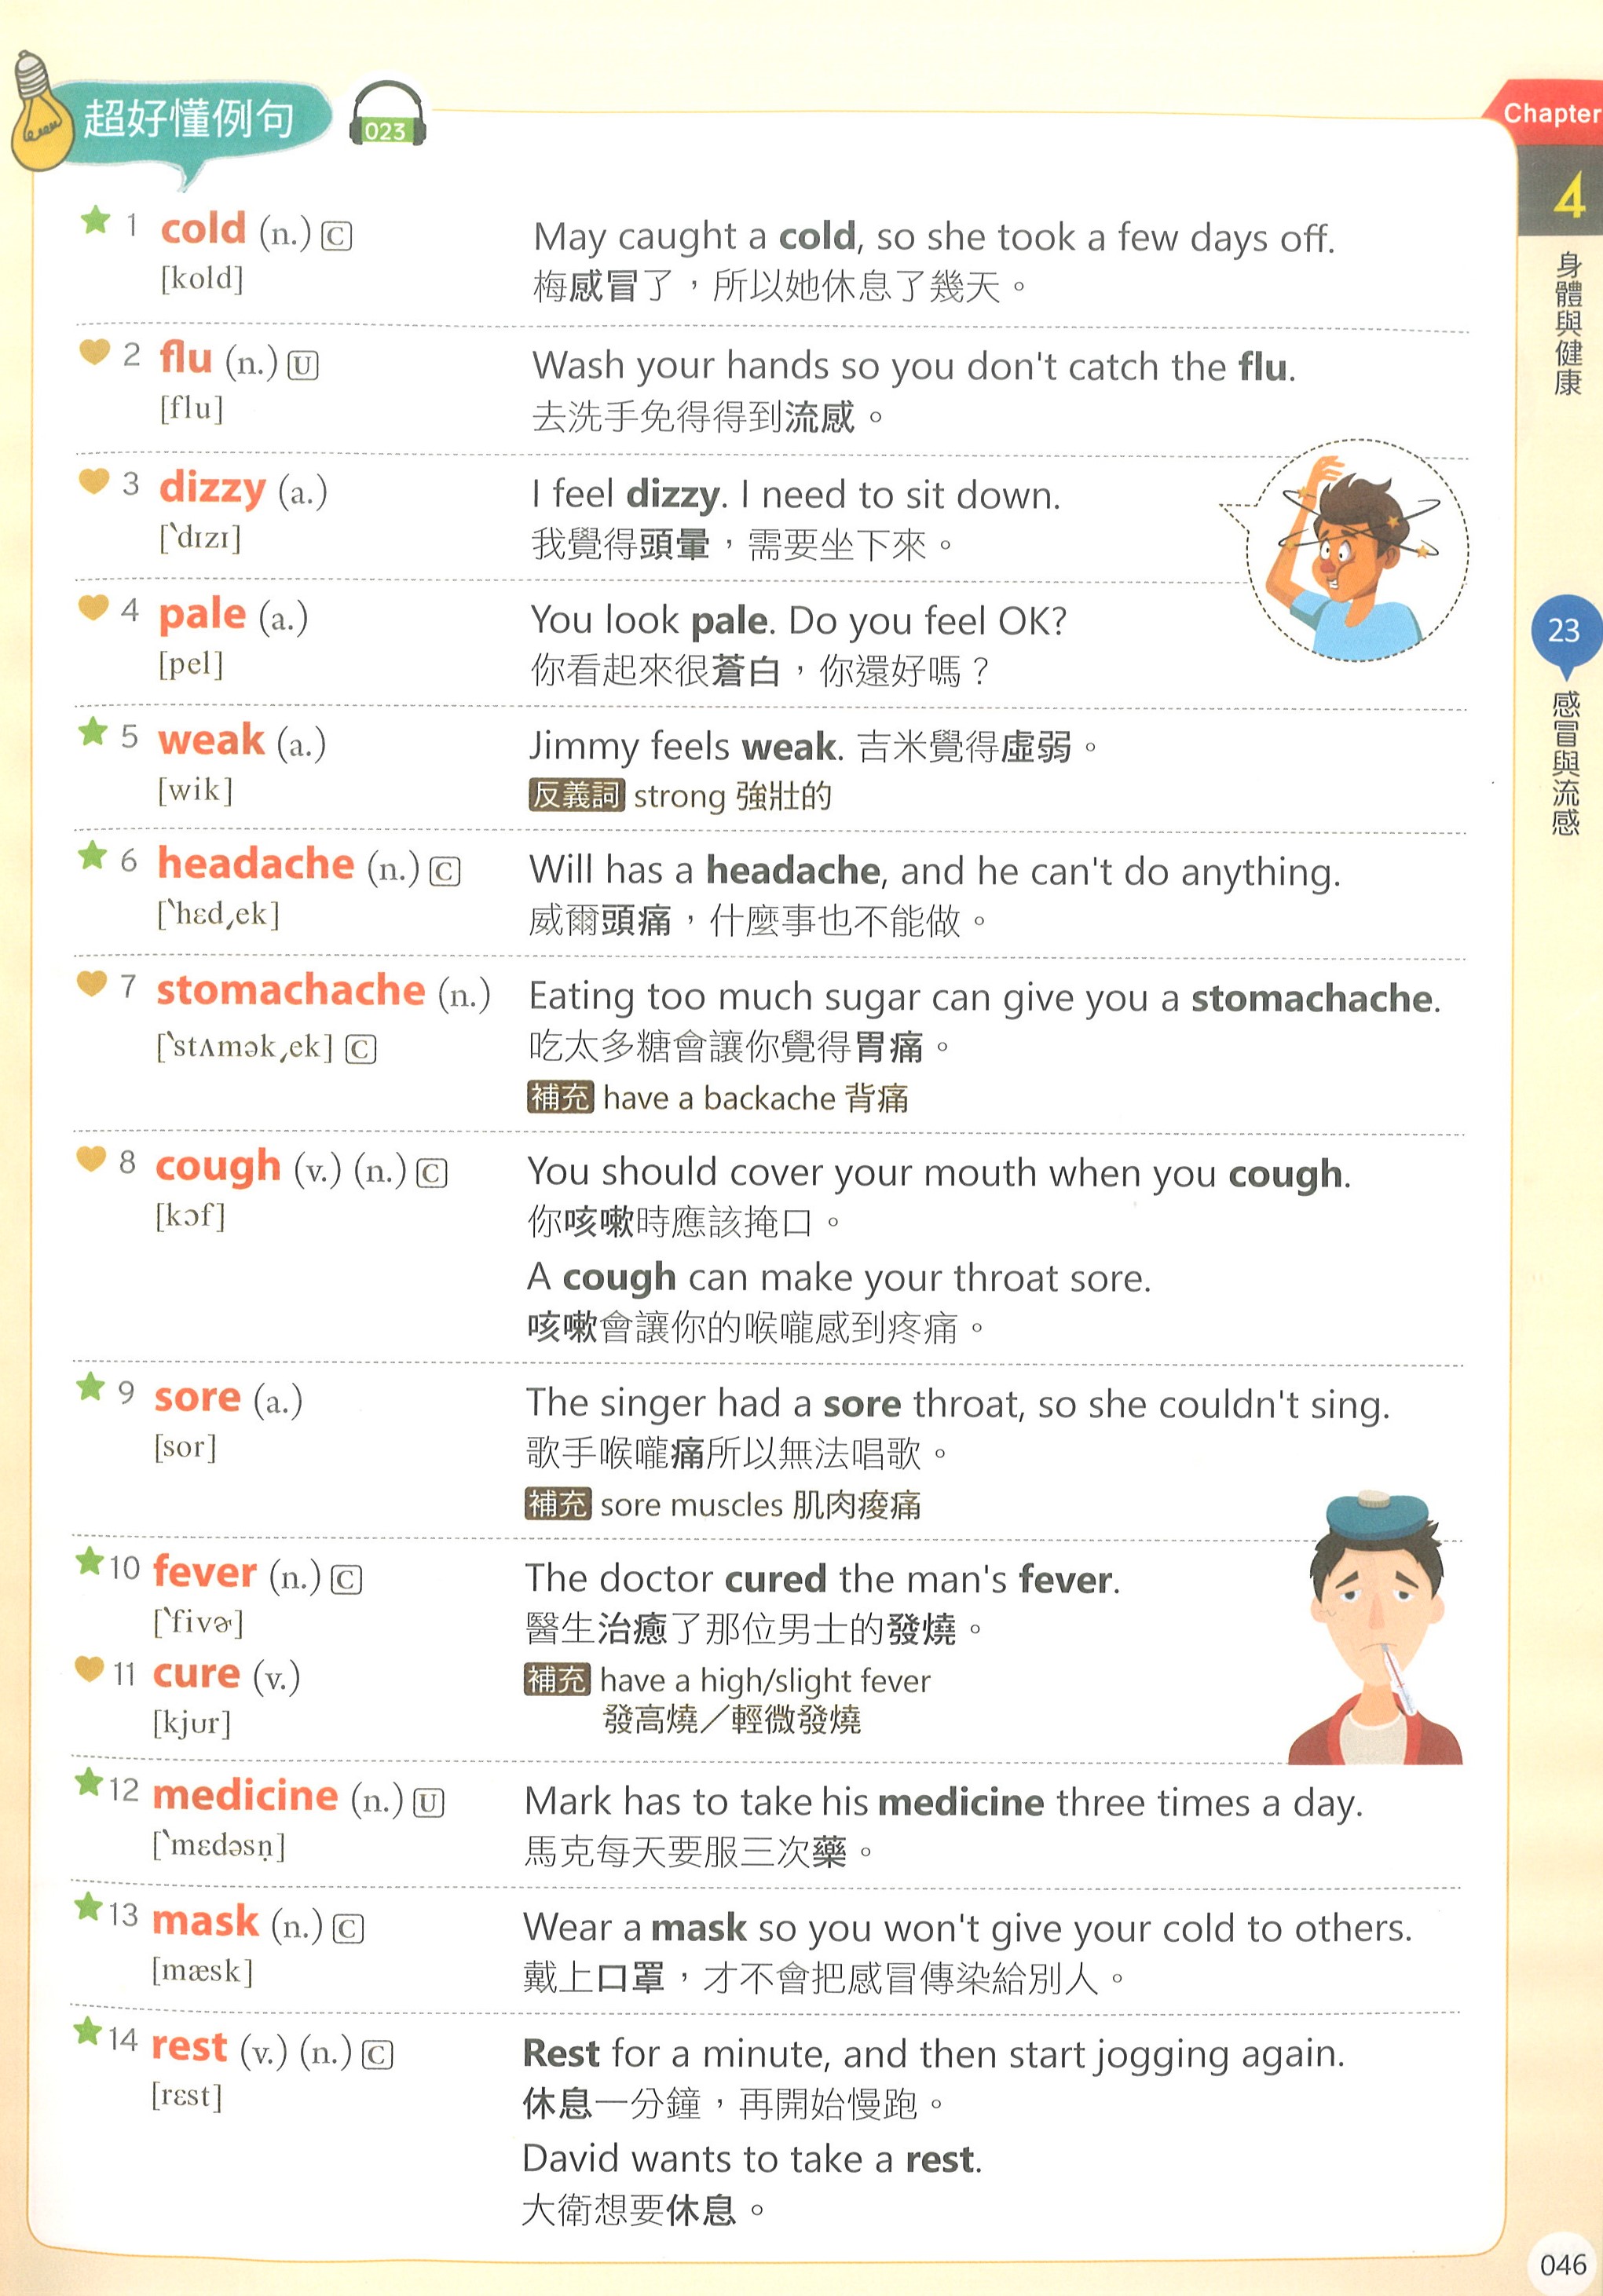 超好懂例句
023
Chapter
4
身體與健康
23
感冒與流感
1 cold (n.) C
[kold]
May caught a cold, so she took a few days off.
梅感冒了，所以她休息了幾天。
2 flu (n.) U
[flu]
Wash your hands so you don't catch the flu.
去洗手免得得到流感。
3 dizzy (a.)
[ˋdɪzɪ]
I feel dizzy. I need to sit down.
我覺得頭暈，需要坐下來。
4 pale (a.)
[pel]
You look pale. Do you feel OK?
你看起來很蒼白，你還好嗎？
5 weak (a.)
[wik]
Jimmy feels weak. 吉米覺得虛弱。
反義詞 strong 強壯的
6 headache (n.) C
[ˋhɛdˏek]
Will has a headache, and he can't do anything.
威爾頭痛，什麼事也不能做。
7 stomachache (n.)
[ˋstʌməkˏek] C
Eating too much sugar can give you a stomachache.
吃太多糖會讓你覺得胃痛。
補充 have a backache 背痛
8 cough (v.) (n.) C
[kɔf]
You should cover your mouth when you cough.
你咳嗽時應該掩口。
A cough can make your throat sore.
咳嗽會讓你的喉嚨感到疼痛。
9 sore (a.)
[sor]
The singer had a sore throat, so she couldn't sing.
歌手喉嚨痛所以無法唱歌。
補充 sore muscles 肌肉痠痛
10 fever (n.) C
[ˋfivɚ]
11 cure (v.)
[kjʊr]
The doctor cured the man's fever.
醫生治癒了那位男士的發燒。
補充 have a high/slight fever
發高燒／輕微發燒
12 medicine (n.) U
[ˋmɛdəsn̩]
Mark has to take his medicine three times a day.
馬克每天要服三次藥。
13 mask (n.) C
[mæsk]
Wear a mask so you won't give your cold to others.
戴上口罩，才不會把感冒傳染給別人。
14 rest (v.) (n.) C
[rɛst]
Rest for a minute, and then start jogging again.
休息一分鐘，再開始慢跑。
David wants to take a rest.
大衛想要休息。
046